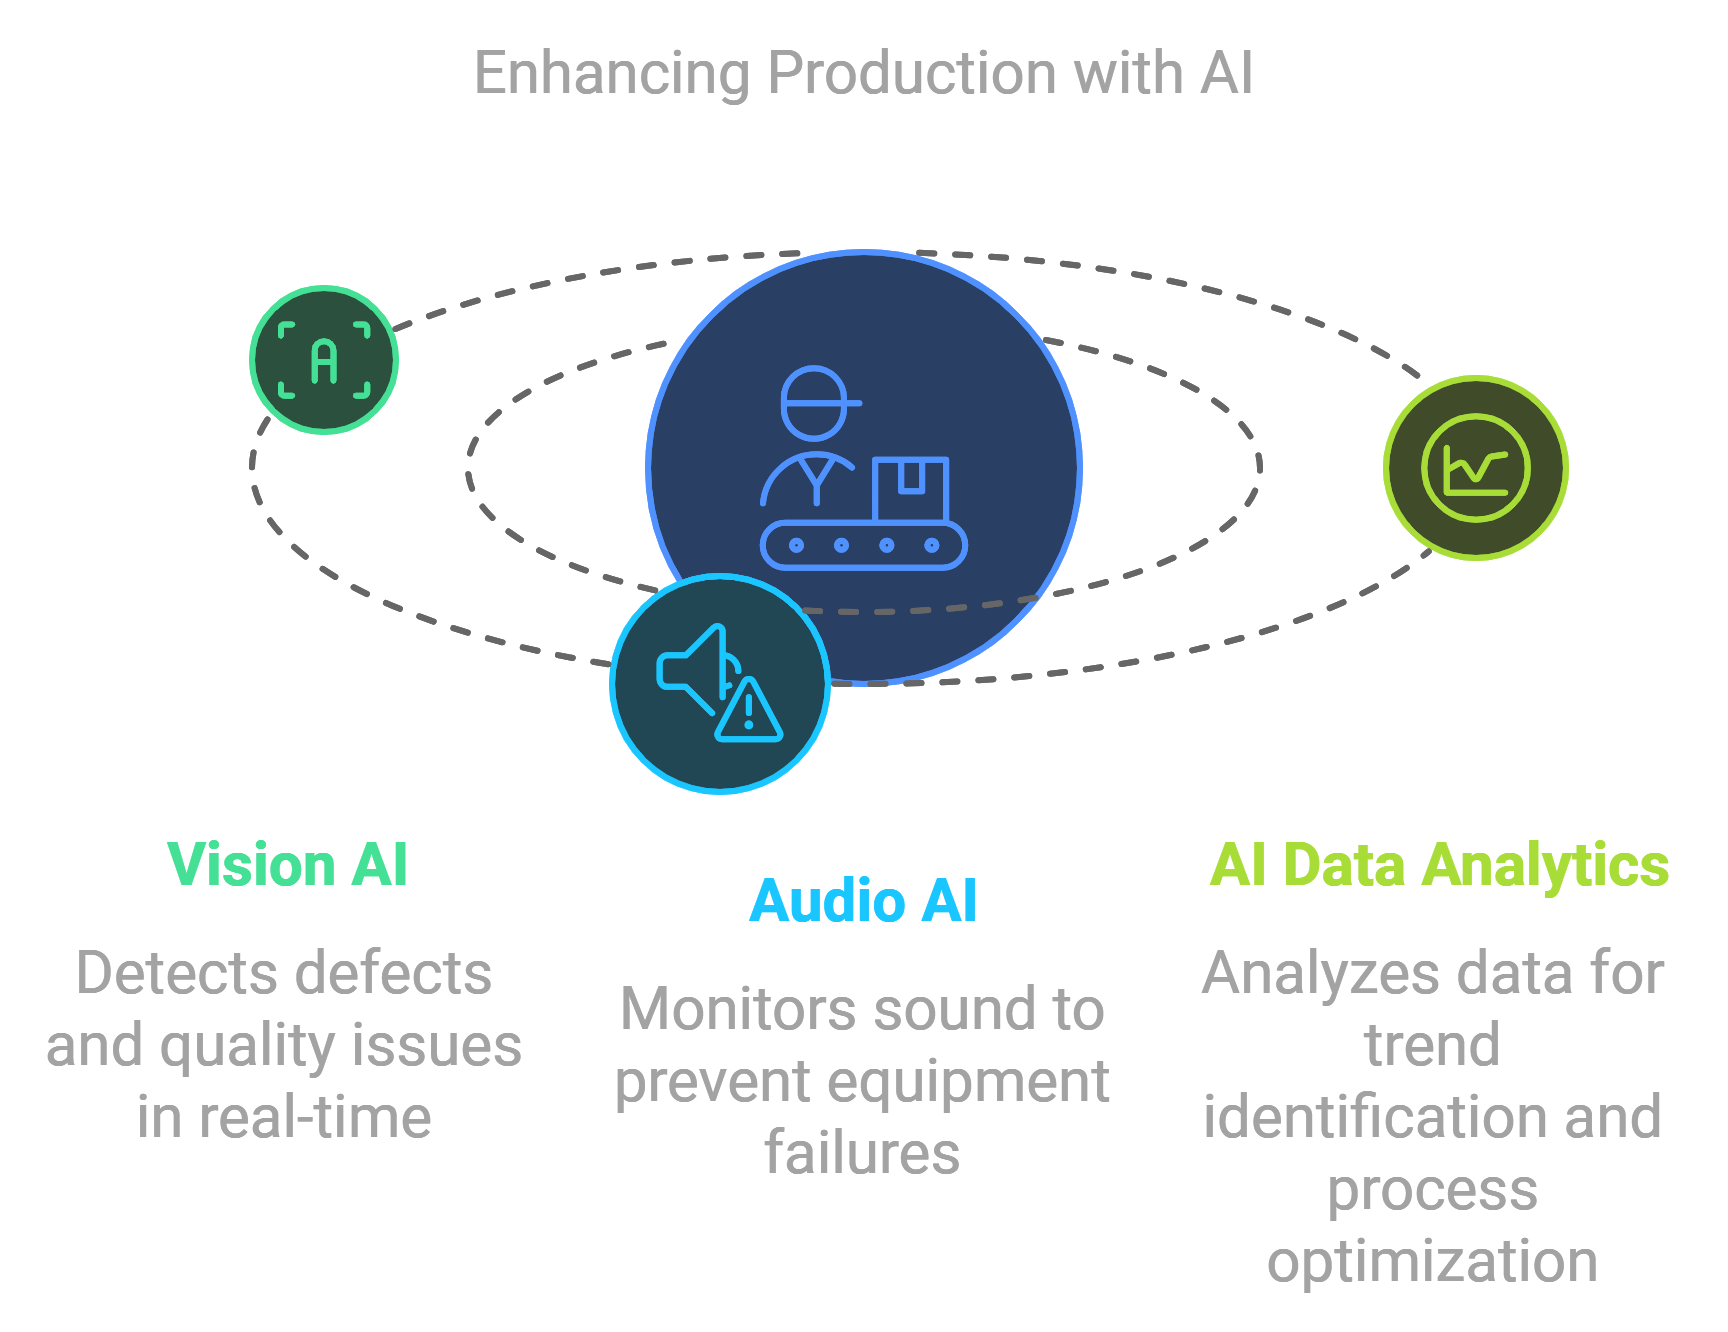 Enhancing Production with AI
A
Vision AI
Detects defects
and quality issues
in real-time
Audio AI
Monitors sound to
prevent equipment
failures
AI Data Analytics
Analyzes data for
trend
identification and
process
optimization